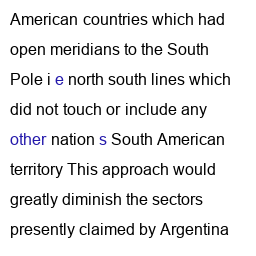 American countries which had
open meridians to the South
Pole i e north south lines which
did not touch or include any
other nation s South American
territory This approach would
greatly diminish the sectors
presently claimed by Argentina